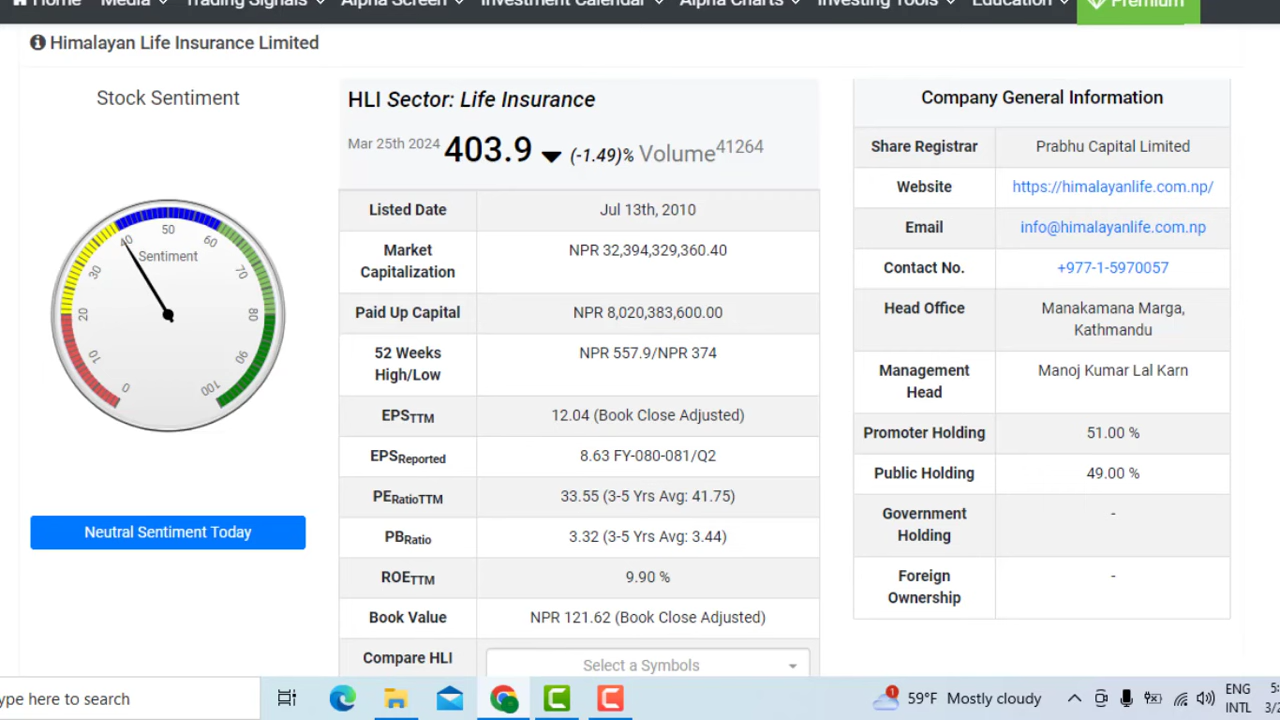 Home Media Trading Signals Alpha Screen Investment Calendar Alpha Charts Investing Tools Education Premium
Himalayan Life Insurance Limited
Stock Sentiment
0
10
20
30
40
50
60
70
80
90
100
Sentiment
Neutral Sentiment Today
HLI Sector: Life Insurance
Mar 25th 2024 403.9 (-1.49)% Volume 41264
Listed Date Jul 13th, 2010
Market
Capitalization
NPR 32,394,329,360.40
Paid Up Capital NPR 8,020,383,600.00
52 Weeks
High/Low
NPR 557.9/NPR 374
EPSTTM 12.04 (Book Close Adjusted)
EPSReported 8.63 FY-080-081/Q2
PERatioTTM 33.55 (3-5 Yrs Avg: 41.75)
PBRatio 3.32 (3-5 Yrs Avg: 3.44)
ROETTM 9.90 %
Book Value NPR 121.62 (Book Close Adjusted)
Compare HLI Select a Symbols
Company General Information
Share Registrar Prabhu Capital Limited
Website https://himalayanlife.com.np/
Email info@himalayanlife.com.np
Contact No. +977-1-5970057
Head Office Manakamana Marga,
Kathmandu
Management
Head
Manoj Kumar Lal Karn
Promoter Holding 51.00 %
Public Holding 49.00 %
Government
Holding
-
Foreign
Ownership
-
ype here to search
1
59°F Mostly cloudy
ENG
INTL
5:
3/2